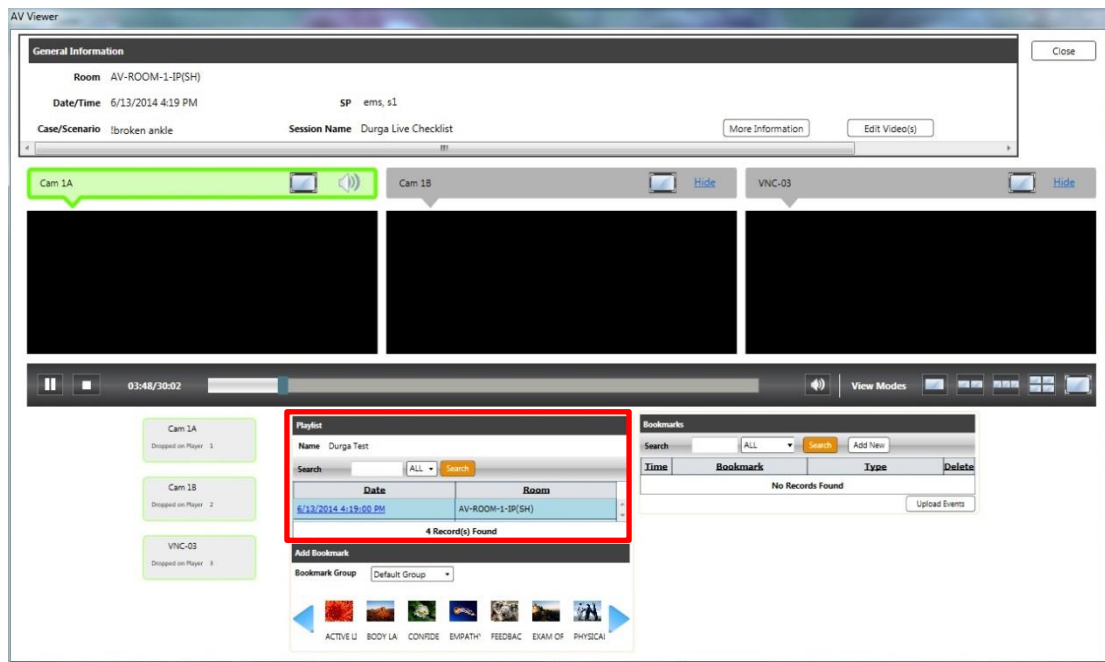 AV Viewer
General Information
Close
Room AV-ROOM-1-IP(SH)
Date/Time 6/13/2014 4:19 PM SP ems, s1
Case/Scenario !broken ankle Session Name Durga Live Checklist More Information Edit Video(s)
Cam 1A Cam 1B Hide VNC-03 Hide
03:48/30:02 View Modes
Cam 1A
Dropped on Player 1
Cam 1B
Dropped on Player 2
VNC-03
Dropped on Player 3
Playlist
Name Durga Test
Search ALL Search
Date Room
6/13/2014 4:19:00 PM AV-ROOM-1-IP(SH)
4 Record(s) Found
Add Bookmark
Bookmark Group Default Group
ACTIVE LI BODY LA CONFIDE EMPATHY FEEDBAC EXAM OF PHYSICAL
Bookmarks
Search ALL Search Add New
Time Bookmark Type Delete
No Records Found
Upload Events